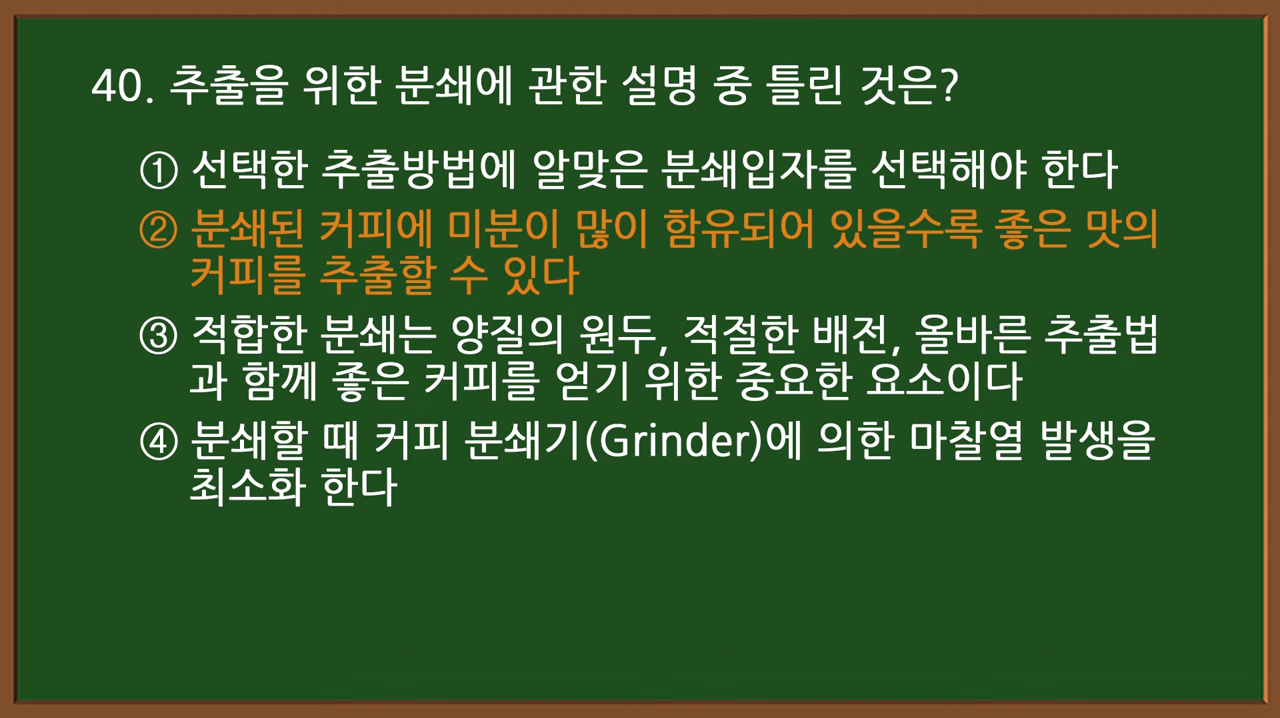 40. 추출을 위한 분쇄에 관한 설명 중 틀린 것은?
① 선택한 추출방법에 알맞은 분쇄입자를 선택해야 한다
② 분쇄된 커피에 미분이 많이 함유되어 있을수록 좋은 맛의
커피를 추출할 수 있다
③ 적합한 분쇄는 양질의 원두, 적절한 배전, 올바른 추출법
과 함께 좋은 커피를 얻기 위한 중요한 요소이다
④ 분쇄할 때 커피 분쇄기(Grinder)에 의한 마찰열 발생을
최소화 한다